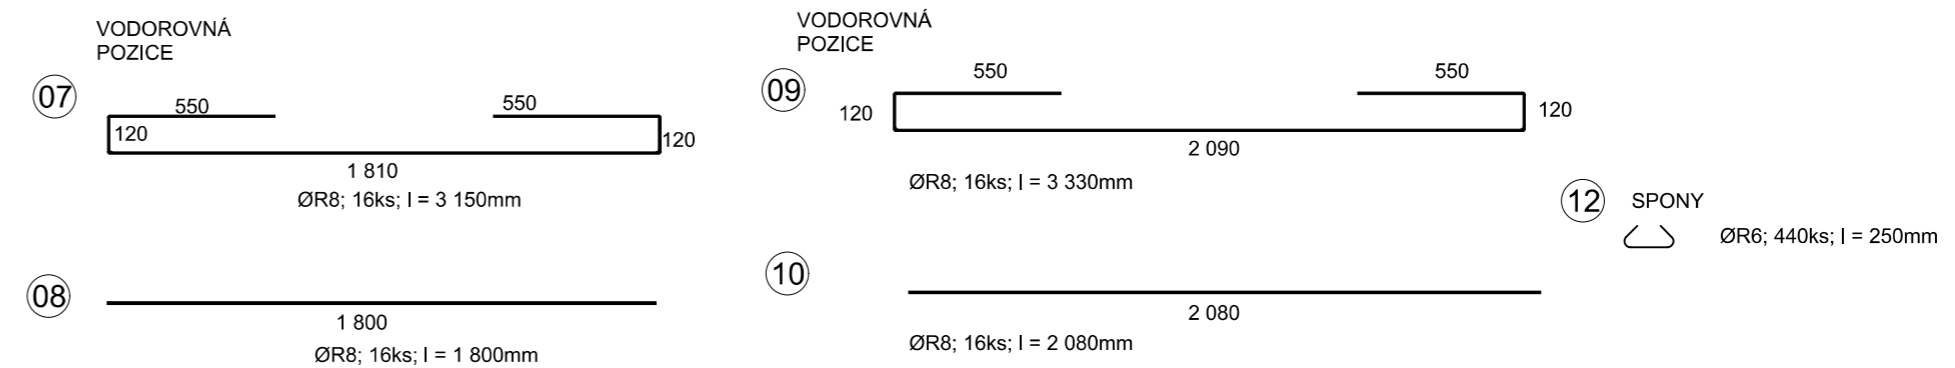 VODOROVNÁ
POZICE
07
550
550
120
120
1 810
ØR8; 16ks; l = 3 150mm
08
1 800
ØR8; 16ks; l = 1 800mm
VODOROVNÁ
POZICE
09
550
550
120
120
2 090
ØR8; 16ks; l = 3 330mm
10
2 080
ØR8; 16ks; l = 2 080mm
12
SPONY
ØR6; 440ks; l = 250mm